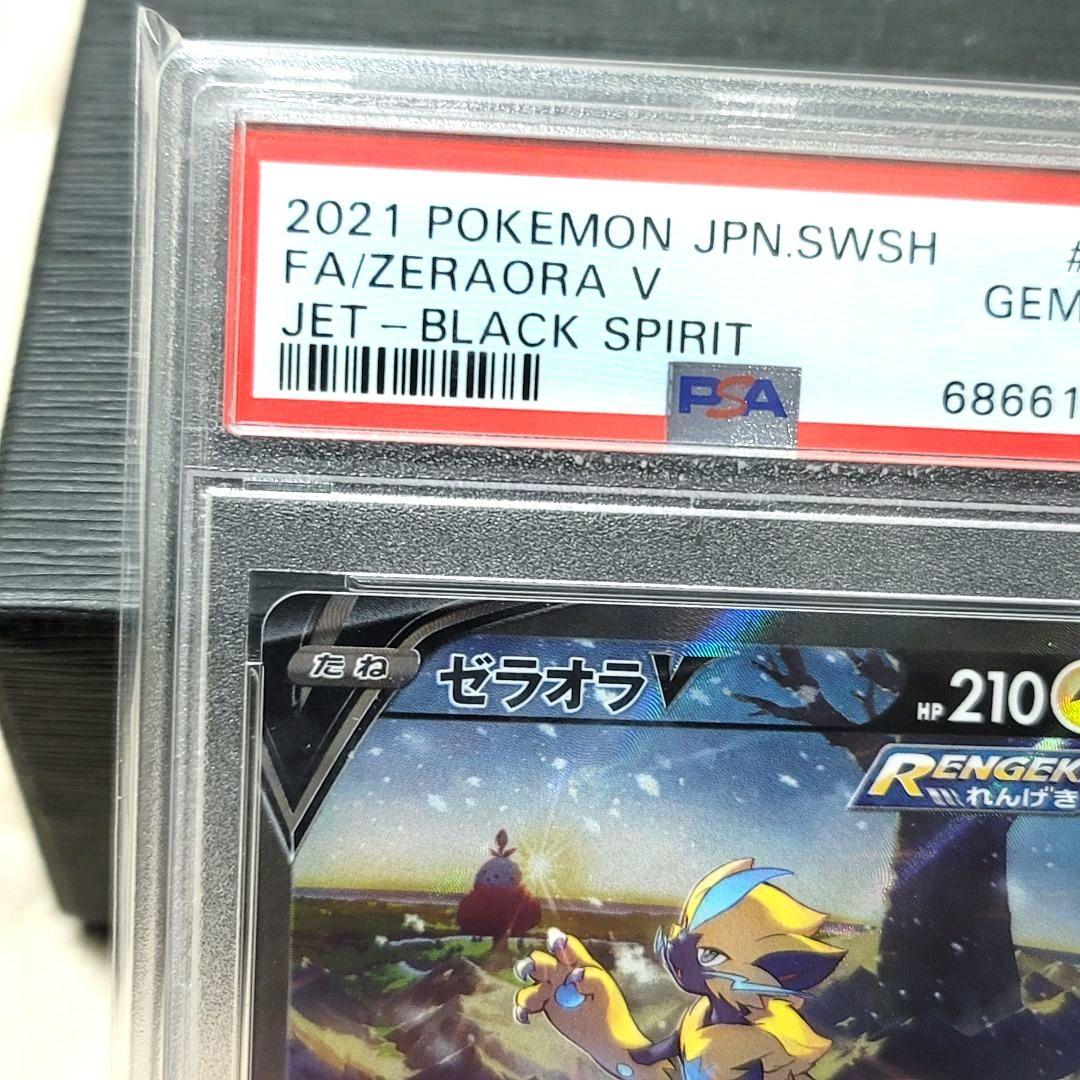 2021 POKEMON JPN.SWSH #
FA/ZERAORA V GEM
JET-BLACK SPIRIT
PSA 68661
たね ゼラオラV HP 210
RENGEK
れんげき